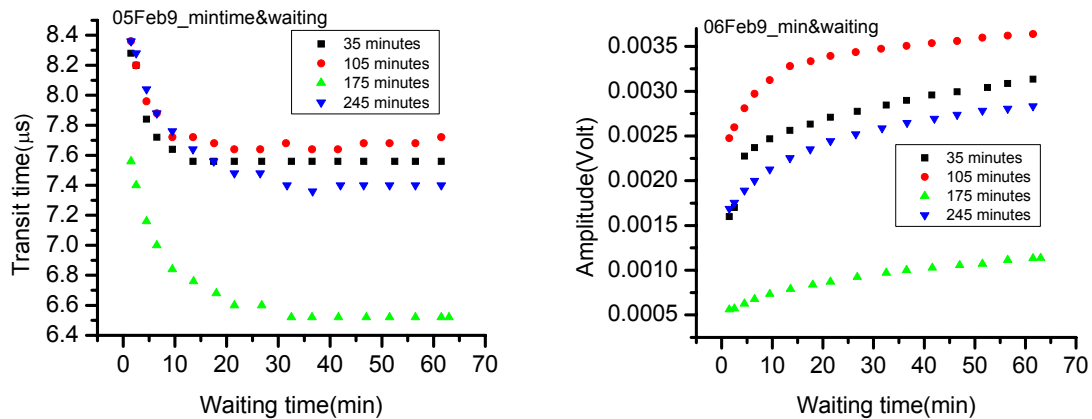 05Feb9_mintime&waiting
35 minutes
105 minutes
175 minutes
245 minutes
8.4
8.2
8.0
7.8
7.6
7.4
7.2
7.0
6.8
6.6
6.4
Transit time(μs)
0 10 20 30 40 50 60 70
Waiting time(min)
06Feb9_min&waiting
0.0035
0.0030
0.0025
0.0020
0.0015
0.0010
0.0005
Amplitude(Volt)
35 minutes
105 minutes
175 minutes
245 minutes
0 10 20 30 40 50 60 70
Waiting time(min)